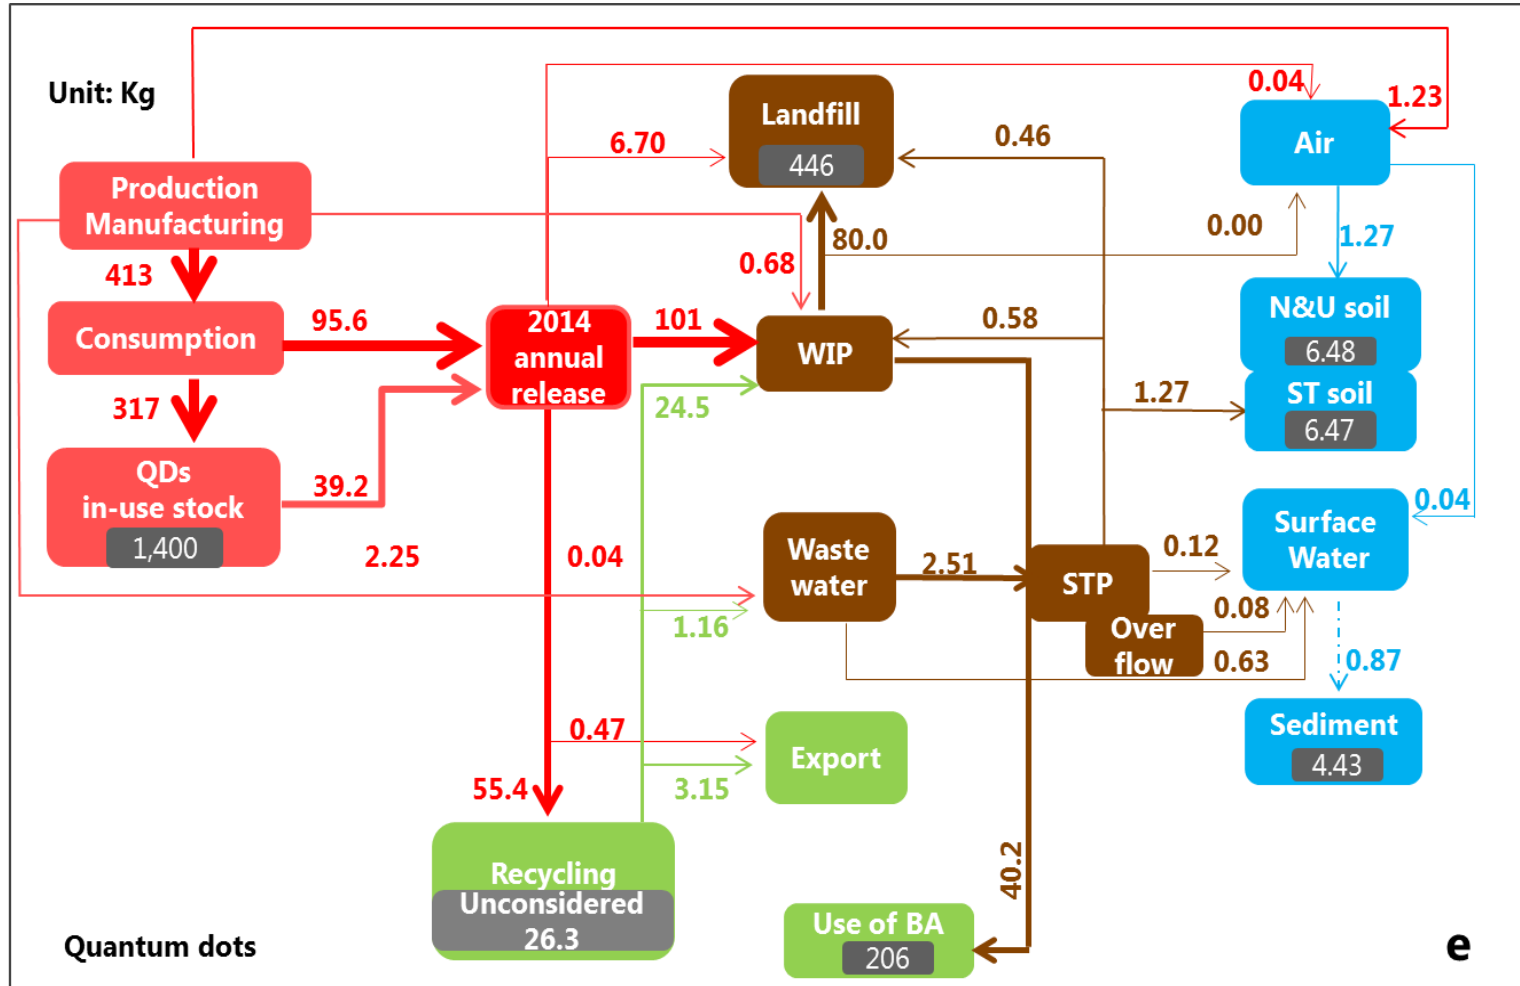 0.04
1.23
Unit: Kg
Landfill
446
6.70
0.46
Air
Production
Manufacturing
80.0
0.00
1.27
413
0.68
N&U soil
6.48
95.6
2014
annual
release
101
0.58
Consumption
WIP
ST soil
6.47
317
24.5
1.27
QDs
in-use stock
1,400
39.2
0.04
Surface
Water
2.25
0.04
Waste
water
2.51
STP
0.12
0.08
1.16
Over
flow
0.63
0.87
0.47
Export
Sediment
4.43
55.4
3.15
40.2
Recycling
Unconsidered
26.3
Use of BA
206
Quantum dots
e